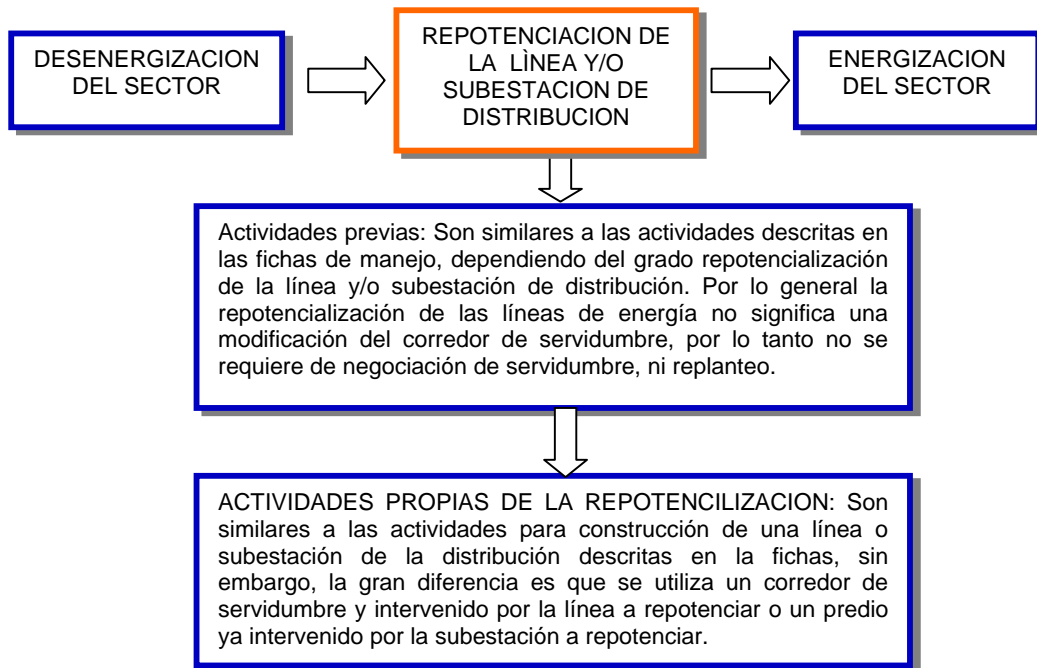 DESENERGIZACION
DEL SECTOR
REPOTENCIACION DE
LA LÌNEA Y/O
SUBESTACION DE
DISTRIBUCION
ENERGIZACION
DEL SECTOR
Actividades previas: Son similares a las actividades descritas en
las fichas de manejo, dependiendo del grado repotencialización
de la línea y/o subestación de distribución. Por lo general la
repotencialización de las líneas de energía no significa una
modificación del corredor de servidumbre, por lo tanto no se
requiere de negociación de servidumbre, ni replanteo.
ACTIVIDADES PROPIAS DE LA REPOTENCILIZACION: Son
similares a las actividades para construcción de una línea o
subestación de la distribución descritas en la fichas, sin
embargo, la gran diferencia es que se utiliza un corredor de
servidumbre y intervenido por la línea a repotenciar o un predio
ya intervenido por la subestación a repotenciar.